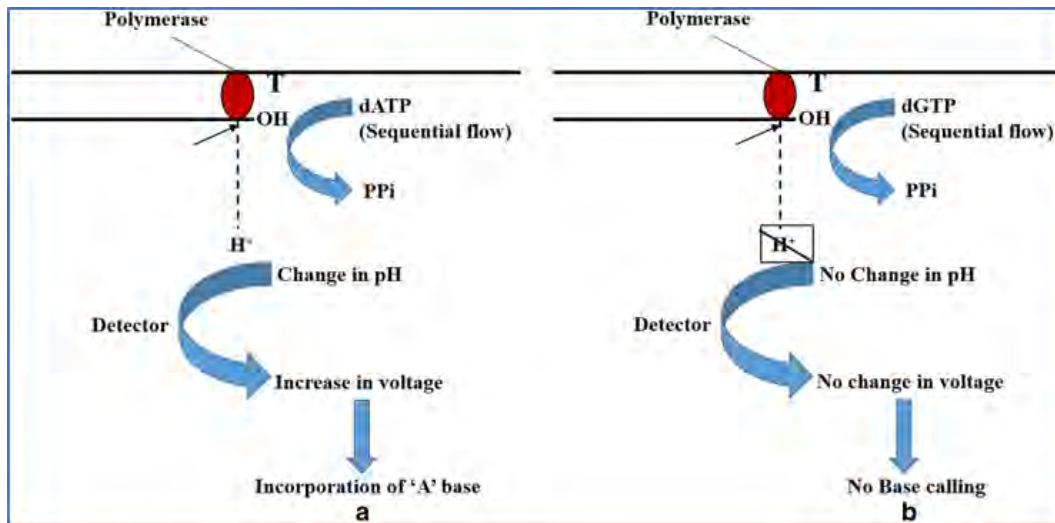 Polymerase
T
dATP
(Sequential flow)
OH
PPi
H⁺
Change in pH
Detector
Increase in voltage
Incorporation of ‘A’ base
a
Polymerase
T
dGTP
(Sequential flow)
OH
PPi
H⁺
No Change in pH
Detector
No change in voltage
No Base calling
b